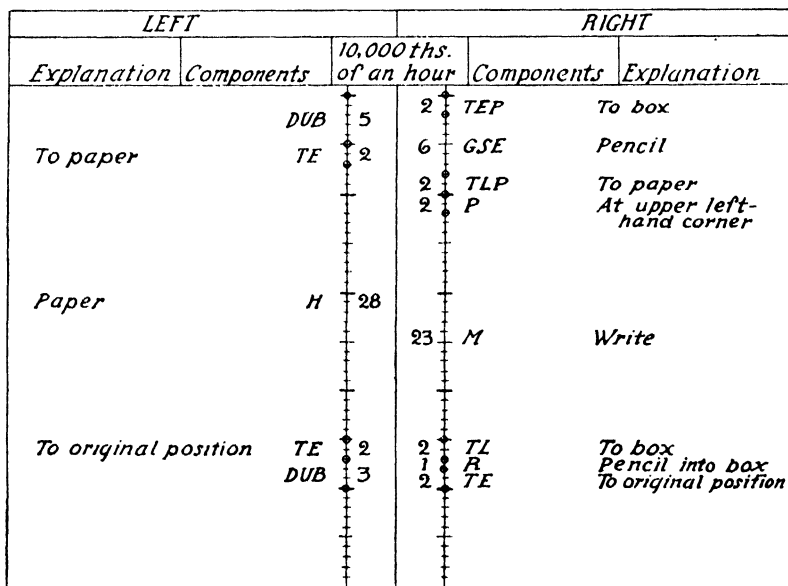 LEFT RIGHT
Explanation Components 10,000 ths. of an hour Components Explanation
2 TEP To box
DUB 5
6 GSE Pencil
To paper TE 2
2 TLP To paper
2 P At upper left-
hand corner
Paper H 28
23 M Write
To original position TE 2 2 TL To box
1 R Pencil into box
DUB 3 2 TE To original position